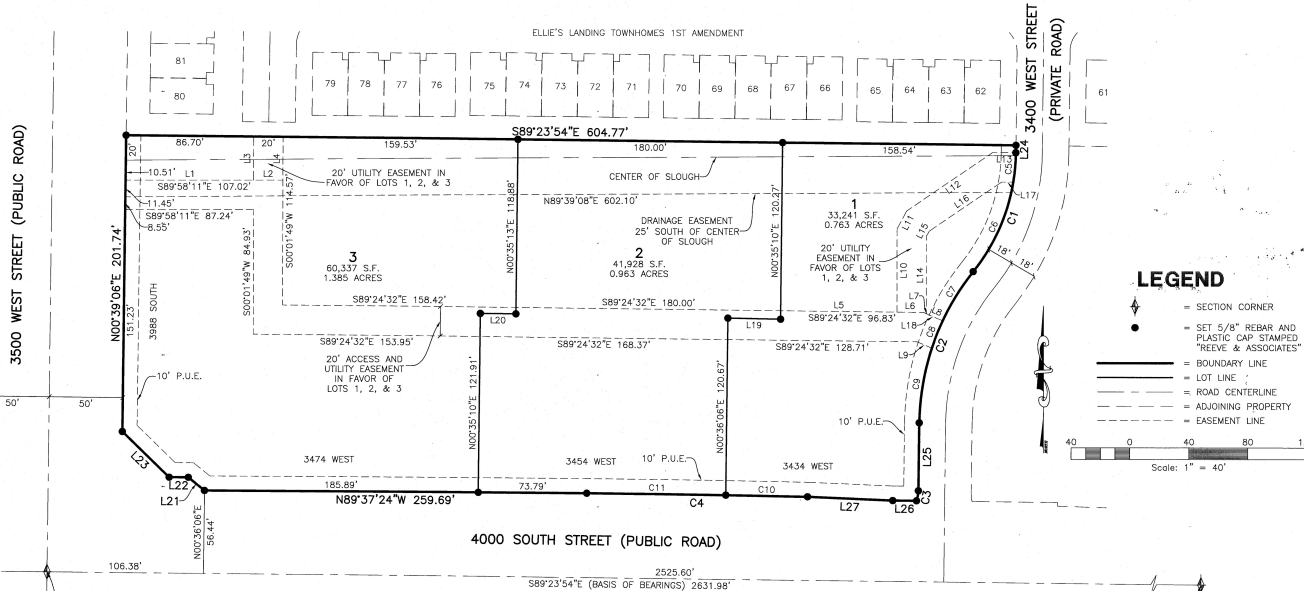 ELLIE'S LANDING TOWNHOMES 1ST AMENDMENT
3400 WEST STREET
(PRIVATE ROAD)
81
80
79
78
77
76
75
74
73
72
71
70
69
68
67
66
65
64
63
62
61
S89°23'54"E 604.77'
20'
86.70'
20'
159.53'
180.00'
158.54'
L24
L3
L4
L13
C5
10.51'
L1
L2
S89°58'11"E 107.02'
20' UTILITY EASEMENT IN
FAVOR OF LOTS 1, 2, & 3
CENTER OF SLOUGH
L12
L17
L16
11.45'
S89°58'11"E 87.24'
8.55'
N89°39'08"E 602.10'
DRAINAGE EASEMENT
25' SOUTH OF CENTER
OF SLOUGH
1
33,241 S.F.
0.763 ACRES
L11
L15
C1
C6
3500 WEST STREET (PUBLIC ROAD)
N00°39'06"E 201.74'
151.23'
3988 SOUTH
S00°01'49"W 84.93'
S00°01'49"W 114.57'
N00°35'13"E 118.88'
N00°35'10"E 120.27'
3
60,337 S.F.
1.385 ACRES
2
41,928 S.F.
0.963 ACRES
20' UTILITY
EASEMENT IN
FAVOR OF LOTS
1, 2, & 3
L10
L14
18'
18'
C7
S89°24'32"E 158.42'
S89°24'32"E 180.00'
L5
L6
L7
L8
S89°24'32"E 96.83'
L18
C8
L20
L19
S89°24'32"E 153.95'
S89°24'32"E 168.37'
S89°24'32"E 128.71'
L9
C2
20' ACCESS AND
UTILITY EASEMENT
IN FAVOR OF
LOTS 1, 2, & 3
10' P.U.E.
C9
50'
50'
N00°35'10"E 121.91'
N00°36'06"E 120.67'
10' P.U.E.
L23
L22
L21
L25
3474 WEST
3454 WEST
10' P.U.E.
3434 WEST
185.89'
N89°37'24"W 259.69'
73.79'
C11
C4
C10
L27
L26
C3
N00°36'06"E
56.44'
4000 SOUTH STREET (PUBLIC ROAD)
106.38'
2525.60'
S89°23'54"E (BASIS OF BEARINGS) 2631.98'
LEGEND
= SECTION CORNER
= SET 5/8" REBAR AND
PLASTIC CAP STAMPED
"REEVE & ASSOCIATES"
= BOUNDARY LINE
= LOT LINE
= ROAD CENTERLINE
= ADJOINING PROPERTY
= EASEMENT LINE
40
0
40
80
Scale: 1" = 40'